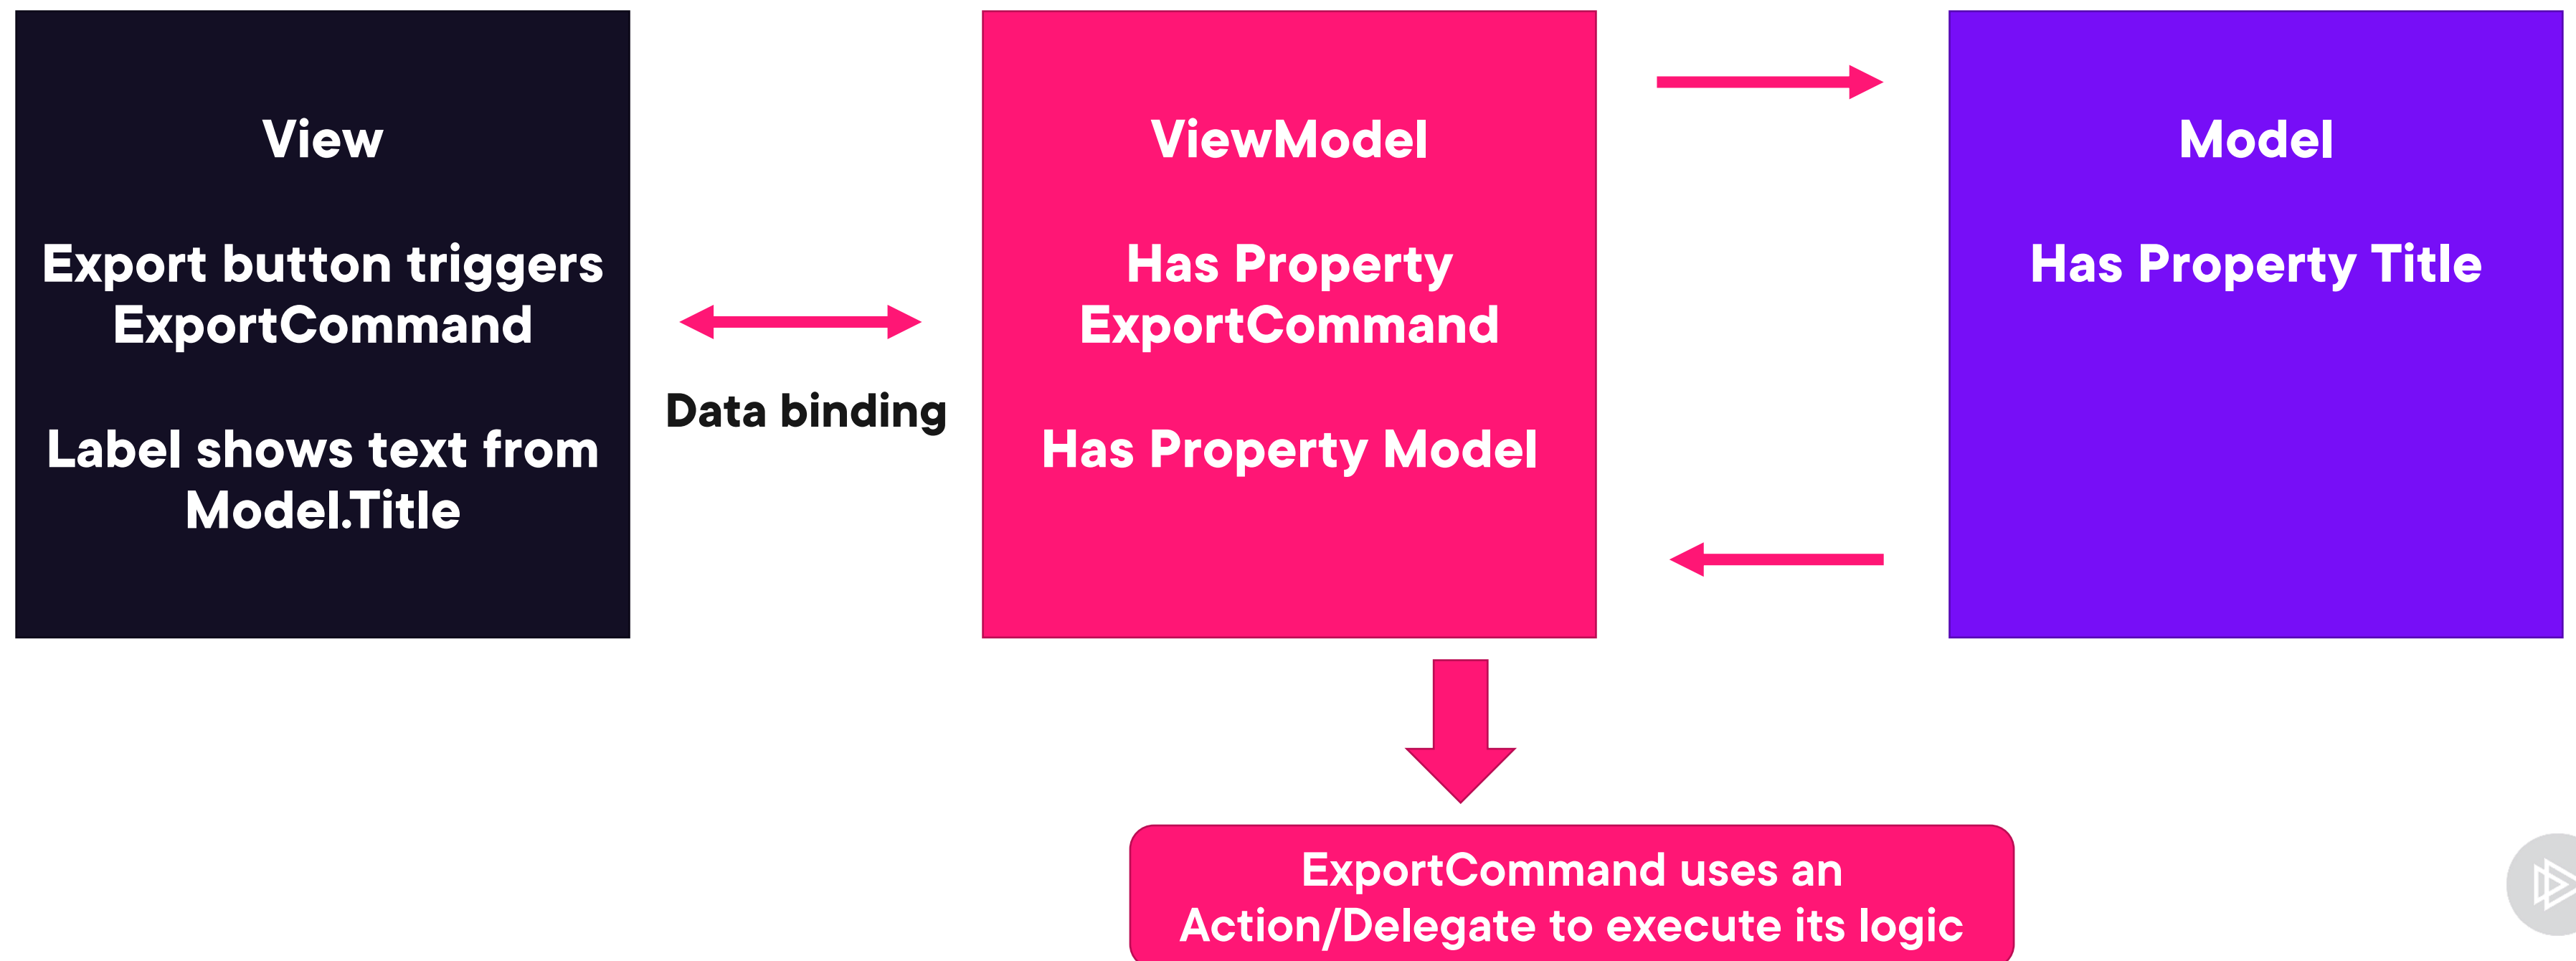 View
Export button triggers
ExportCommand
Label shows text from
Model.Title
Data binding
ViewModel
Has Property
ExportCommand
Has Property Model
Model
Has Property Title
ExportCommand uses an
Action/Delegate to execute its logic